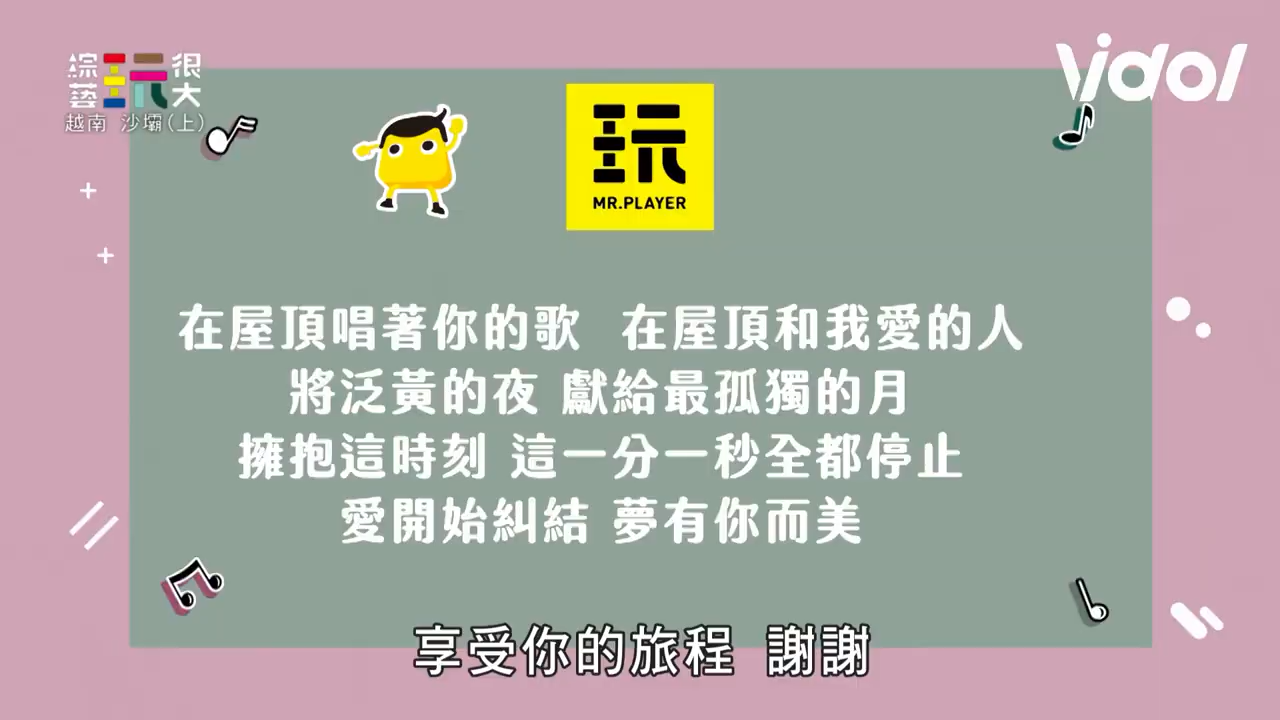 綜藝玩很大
越南 沙壩(上)
Vidol
玩
MR.PLAYER
在屋頂唱著你的歌 在屋頂和我愛的人
將泛黃的夜 獻給最孤獨的月
擁抱這時刻 這一分一秒全都停止
愛開始糾結 夢有你而美
享受你的旅程 謝謝